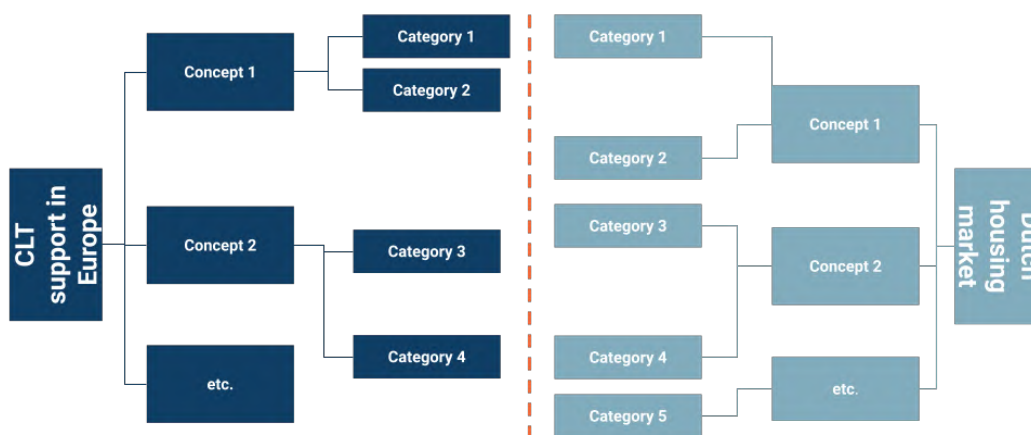 CLT
support in
Europe
Concept 1
Category 1
Category 2
Concept 2
Category 3
Category 4
etc.
Category 1
Category 2
Concept 1
Category 3
Category 4
Concept 2
Category 5
etc.
Dutch
housing
market